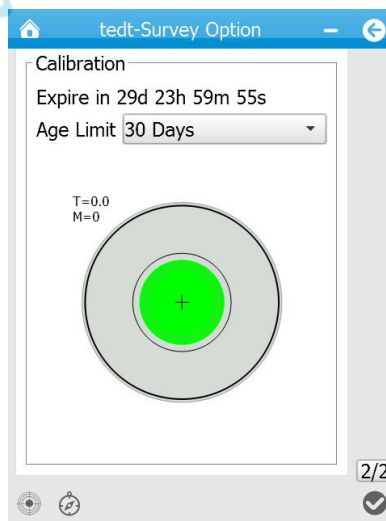 tedt-Survey Option
Calibration
Expire in 29d 23h 59m 55s
Age Limit 30 Days
T=0.0
M=0
2/2